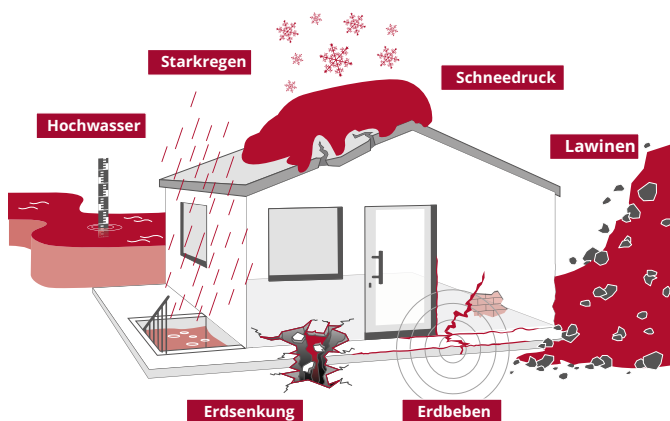 Starkregen
Schneedruck
Hochwasser
Lawinen
Erdsenkung
Erdbeben